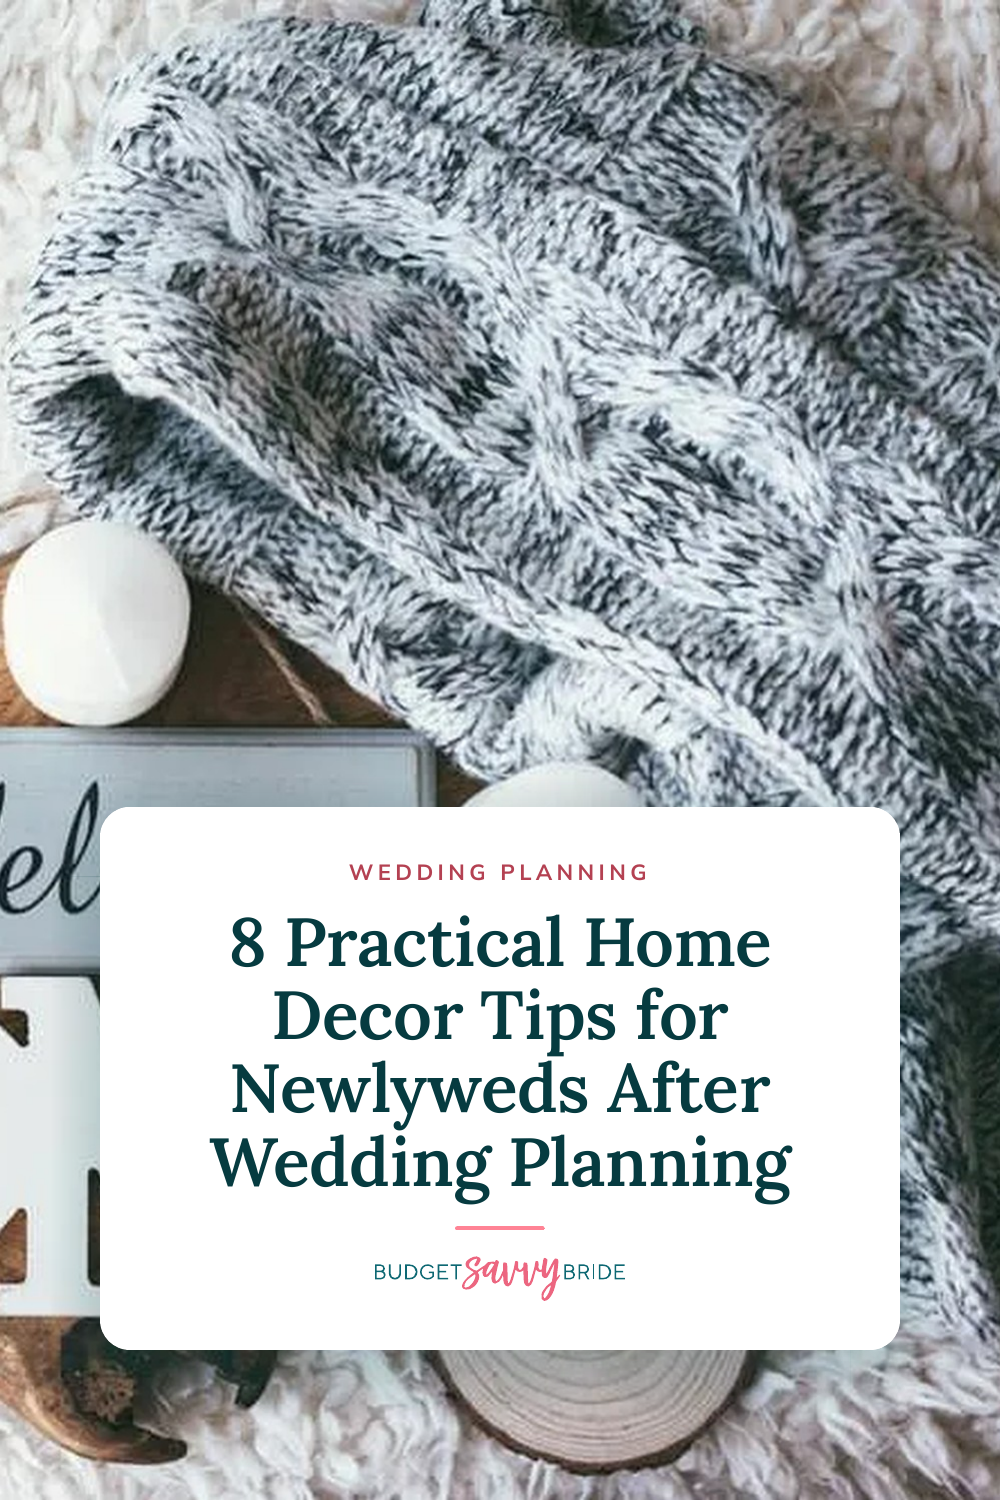 WEDDING PLANNING
8 Practical Home
Decor Tips for
Newlyweds After
Wedding Planning
BUDGET savvy BRIDE